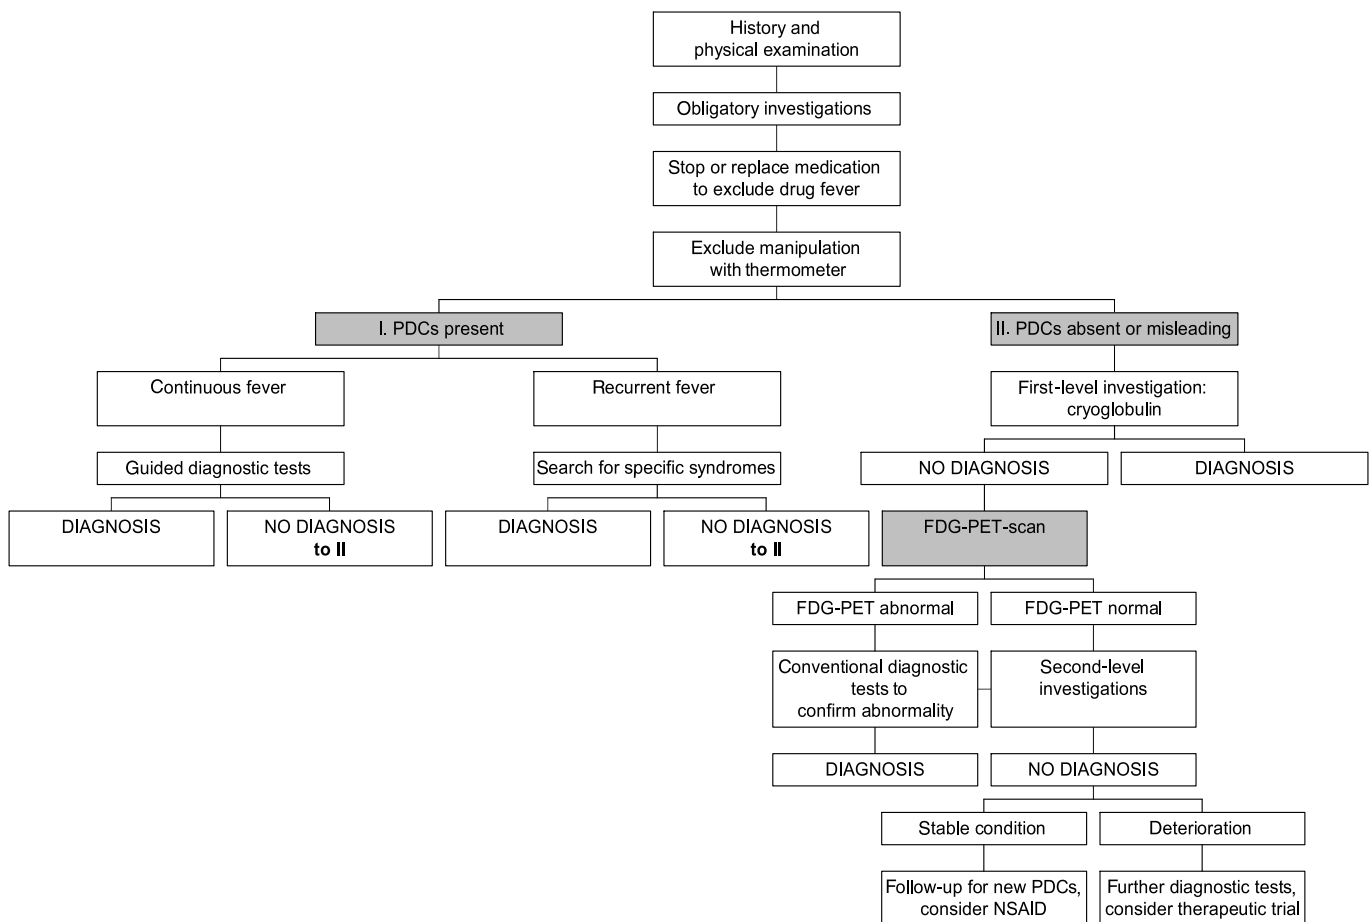 History and
physical examination
Obligatory investigations
Stop or replace medication
to exclude drug fever
Exclude manipulation
with thermometer
I. PDCs present
II. PDCs absent or misleading
Continuous fever
Recurrent fever
First-level investigation:
cryoglobulin
Guided diagnostic tests
Search for specific syndromes
NO DIAGNOSIS
DIAGNOSIS
DIAGNOSIS
NO DIAGNOSIS
to II
DIAGNOSIS
NO DIAGNOSIS
to II
FDG-PET-scan
FDG-PET abnormal
FDG-PET normal
Conventional diagnostic
tests to
confirm abnormality
Second-level
investigations
DIAGNOSIS
NO DIAGNOSIS
Stable condition
Deterioration
Follow-up for new PDCs,
consider NSAID
Further diagnostic tests,
consider therapeutic trial